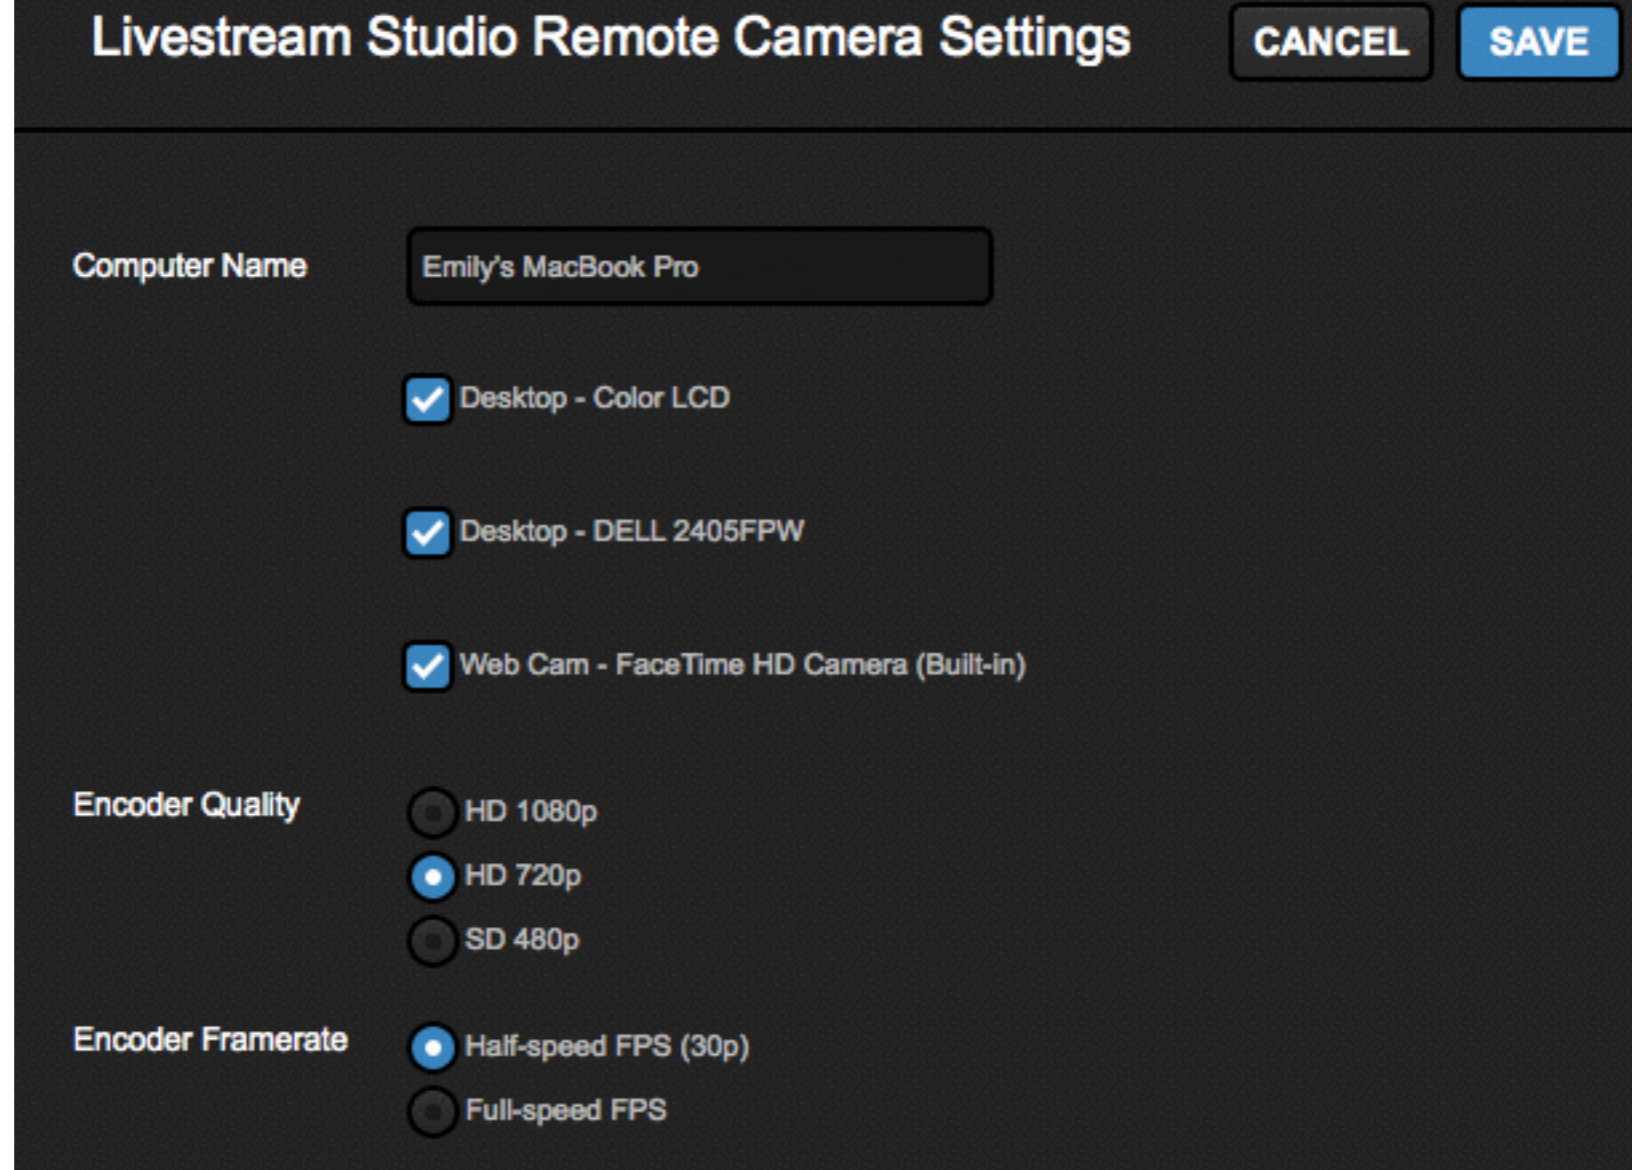 Livestream Studio Remote Camera Settings
CANCEL
SAVE
Computer Name
Emily's MacBook Pro
Desktop - Color LCD
Desktop - DELL 2405FPW
Web Cam - FaceTime HD Camera (Built-in)
Encoder Quality
HD 1080p
HD 720p
SD 480p
Encoder Framerate
Half-speed FPS (30p)
Full-speed FPS